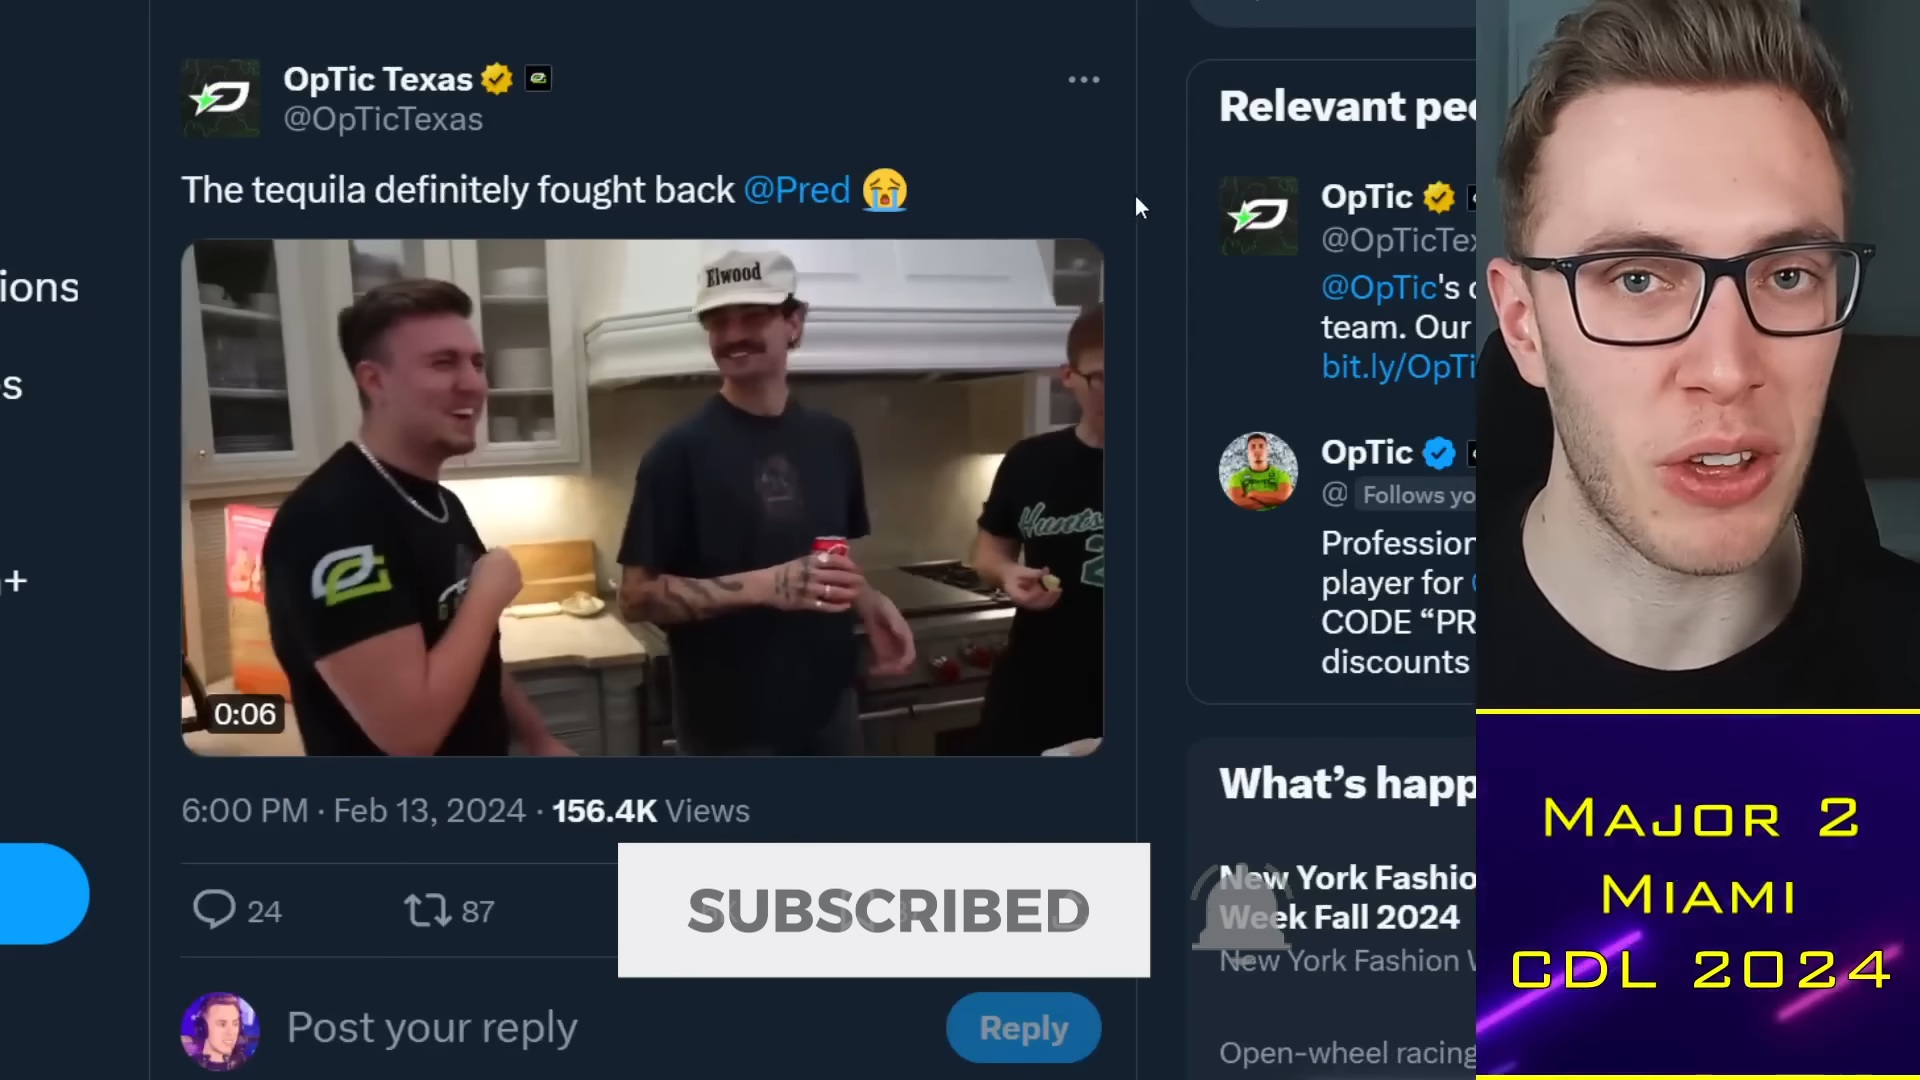 ions
s
+
OpTic Texas
@OpTicTexas
The tequila definitely fought back @Pred
Elwood
0:06
6:00 PM · Feb 13, 2024 · 156.4K Views
24
87
SUBSCRIBED
Post your reply
Reply
Relevant peo
OpTic
@OpTicTex
@OpTic's c
team. Our
bit.ly/OpTi
OpTic
@
Follows yo
Profession
player for
CODE “PR
discounts
What’s happ
New York Fashio
Week Fall 2024
New York Fashion W
Open-wheel racing
Major 2
Miami
CDL 2024